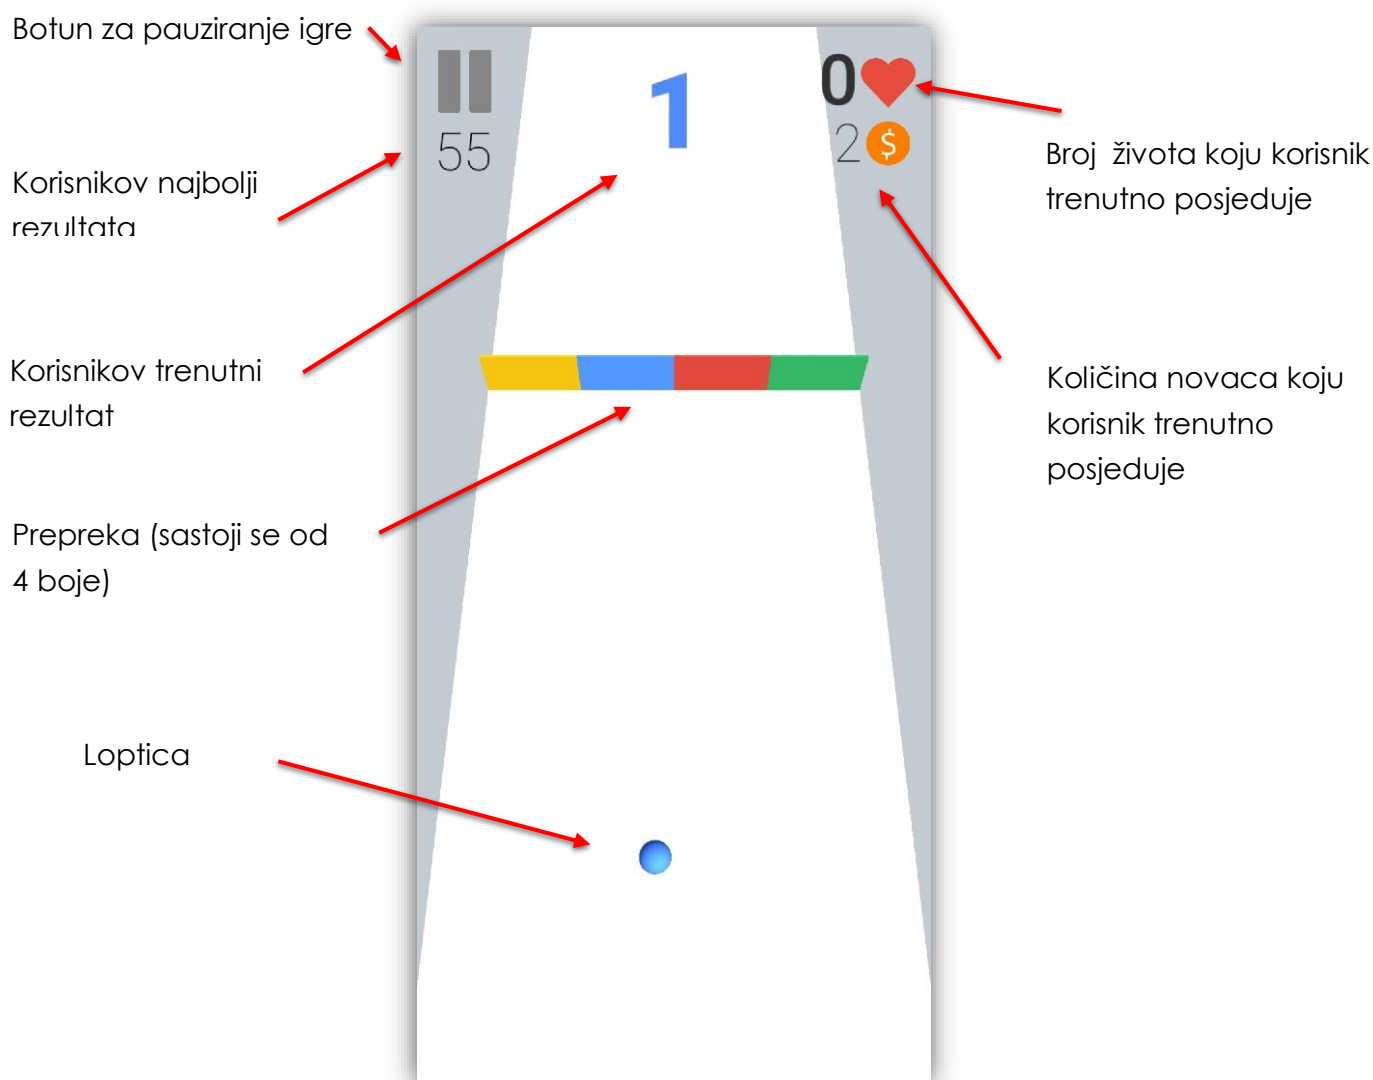 Botun za pauziranje igre
55
Korisnikov najbolji
rezultata
Korisnikov trenutni
rezultat
Prepreka (sastoji se od
4 boje)
Loptica
1
0
2 $
Broj života koju korisnik
trenutno posjeduje
Količina novaca koju
korisnik trenutno
posjeduje